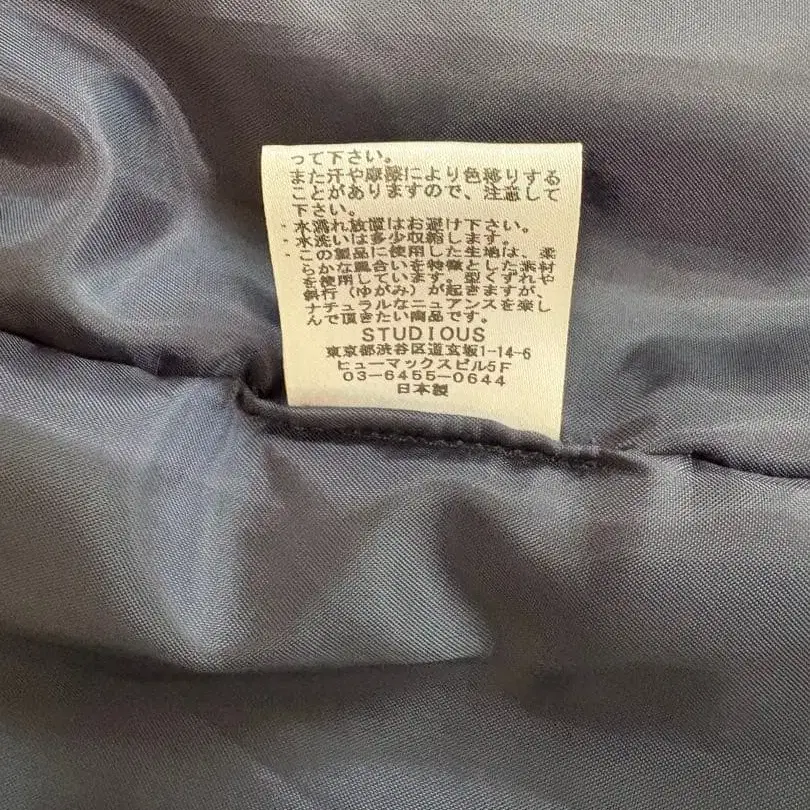 って下さい。
また汗や摩擦により色移りする
ことがありますので、注意して
下さい。
・水濡れ放置はお避け下さい。
・水洗いは多少収縮します。
・この製品に使用した生地は、柔
らかな風合いを特徴とした素材
を使用しています。型くずれや
斜行（ゆがみ）が起きますが、
ナチュラルなニュアンスを楽し
んで頂きたい商品です。
STUDIOUS
東京都渋谷区道玄坂1-14-6
ヒューマックスビル5F
03-6455-0644
日本製